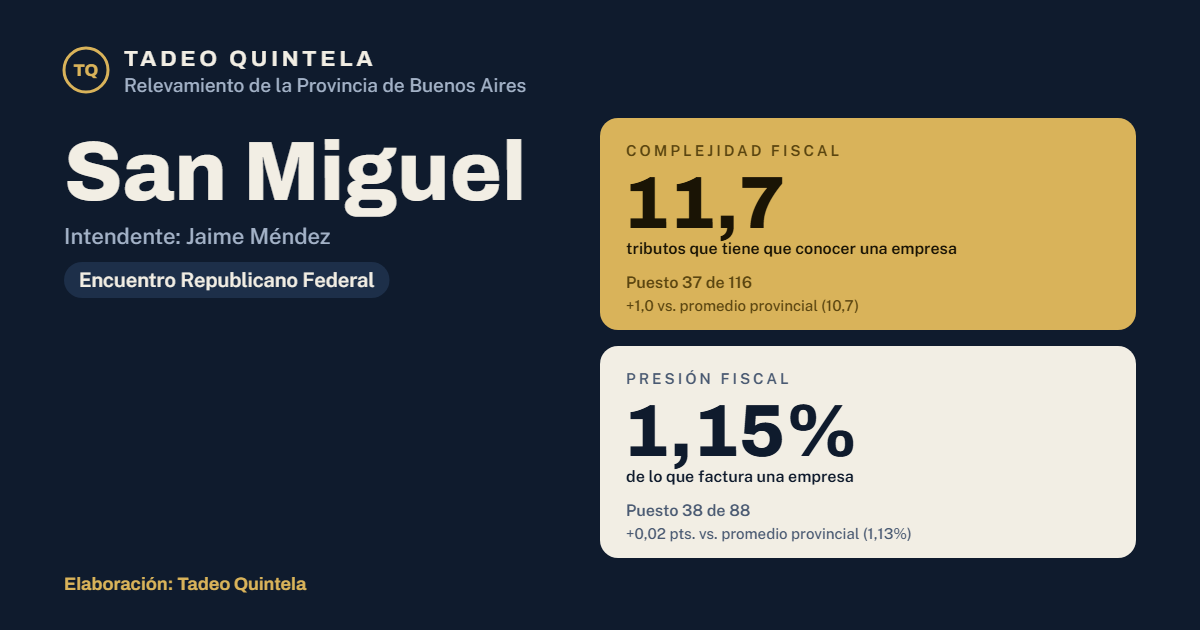 TQ
TADEO QUINTELA
Relevamiento de la Provincia de Buenos Aires
San Miguel
Intendente: Jaime Méndez
Encuentro Republicano Federal
COMPLEJIDAD FISCAL
11,7
tributos que tiene que conocer una empresa
Puesto 37 de 116
+1,0 vs. promedio provincial (10,7)
PRESIÓN FISCAL
1,15%
de lo que factura una empresa
Puesto 38 de 88
+0,02 pts. vs. promedio provincial (1,13%)
Elaboración: Tadeo Quintela